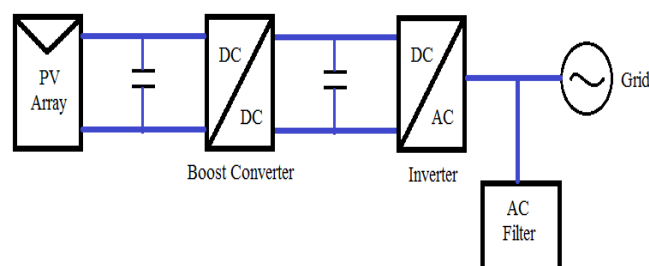 PV
Array
DC
DC
Boost Converter
DC
AC
Inverter
Grid
AC
Filter